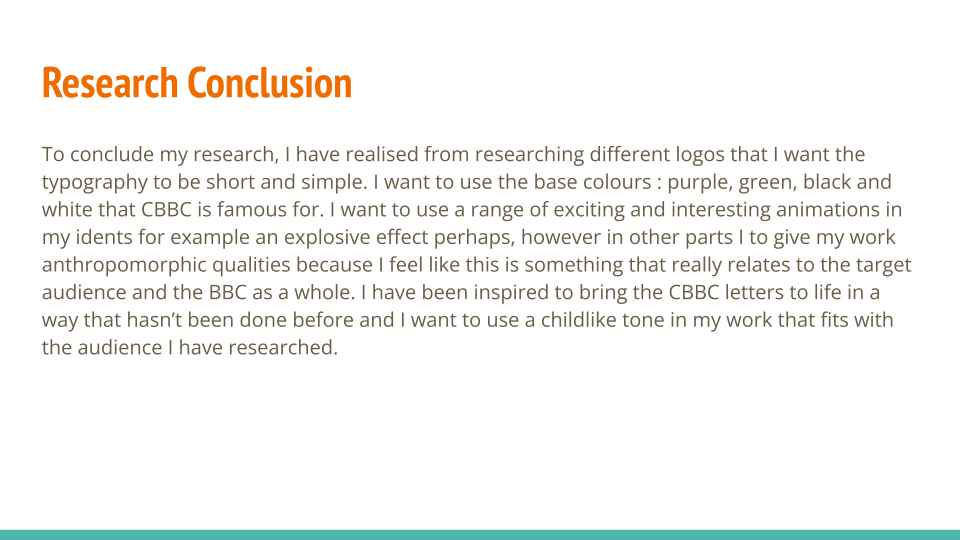 Research Conclusion
To conclude my research, I have realised from researching different logos that I want the
typography to be short and simple. I want to use the base colours : purple, green, black and
white that CBBC is famous for. I want to use a range of exciting and interesting animations in
my idents for example an explosive effect perhaps, however in other parts I to give my work
anthropomorphic qualities because I feel like this is something that really relates to the target
audience and the BBC as a whole. I have been inspired to bring the CBBC letters to life in a
way that hasn’t been done before and I want to use a childlike tone in my work that fits with
the audience I have researched.